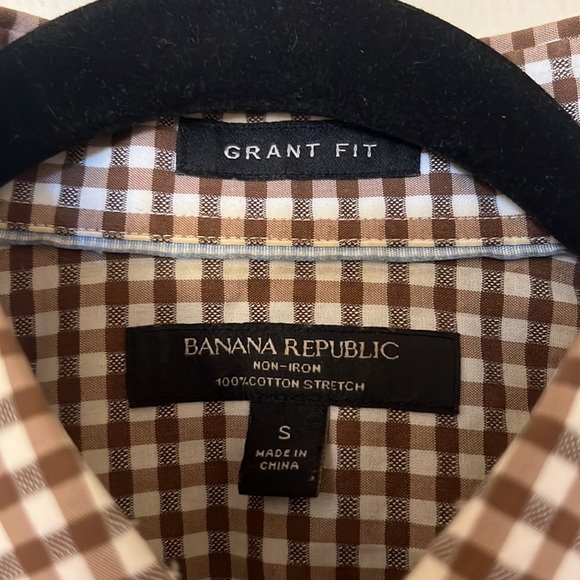 GRANT FIT
BANANA REPUBLIC
NON-IRON
100% COTTON STRETCH
S
MADE IN
CHINA